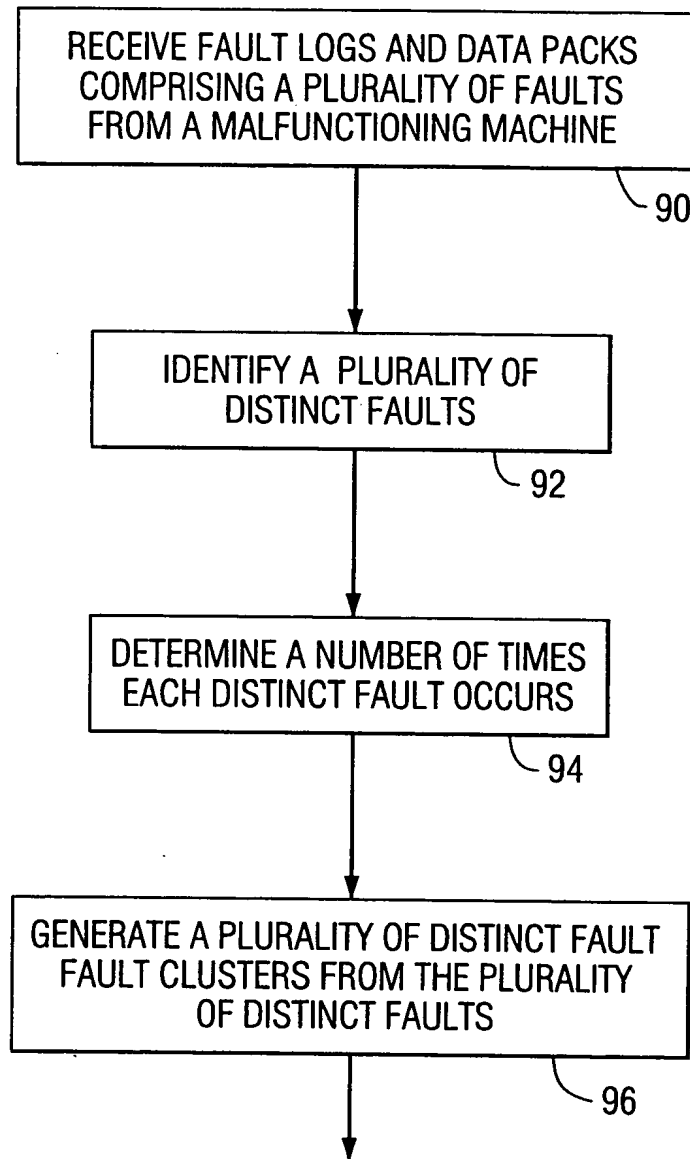 RECEIVE FAULT LOGS AND DATA PACKS
COMPRISING A PLURALITY OF FAULTS
FROM A MALFUNCTIONING MACHINE
90
IDENTIFY A PLURALITY OF
DISTINCT FAULTS
92
DETERMINE A NUMBER OF TIMES
EACH DISTINCT FAULT OCCURS
94
GENERATE A PLURALITY OF DISTINCT FAULT
FAULT CLUSTERS FROM THE PLURALITY
OF DISTINCT FAULTS
96